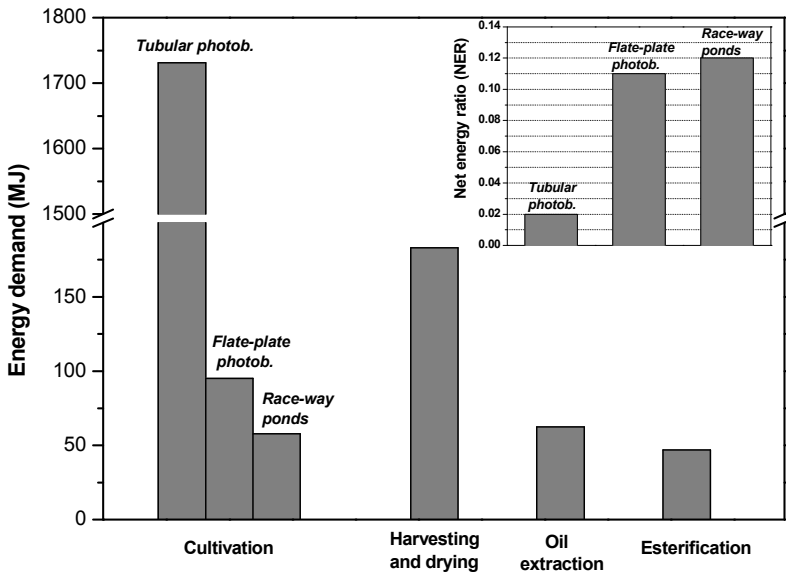 Energy demand (MJ)
1800
1700
1600
1500
150
100
50
0
Tubular photob.
Flate-plate
photob.
Race-way
ponds
Cultivation
Harvesting
and drying
Oil
extraction
Esterification
Net energy ratio (NER)
0.14
0.12
0.10
0.08
0.06
0.04
0.02
0.00
Tubular
photob.
Flate-plate
photob.
Race-way
ponds